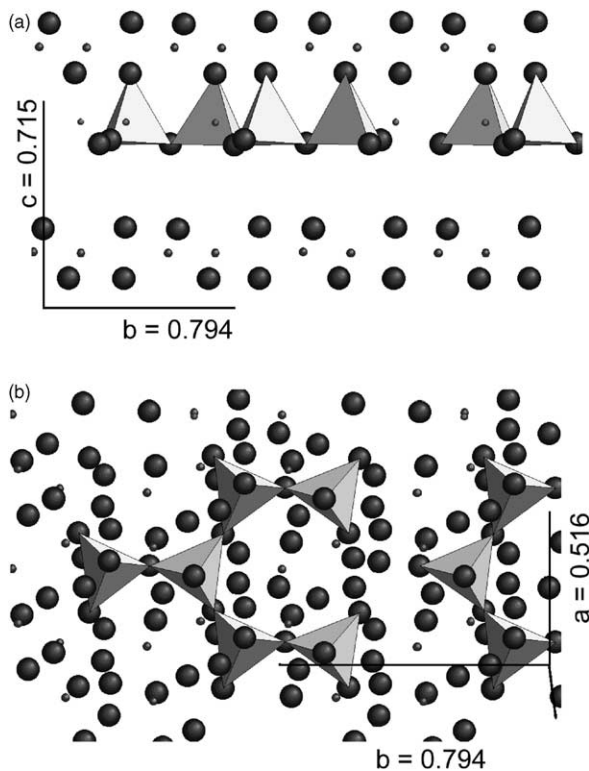 (a)
c = 0.715
b = 0.794
(b)
a = 0.516
b = 0.794